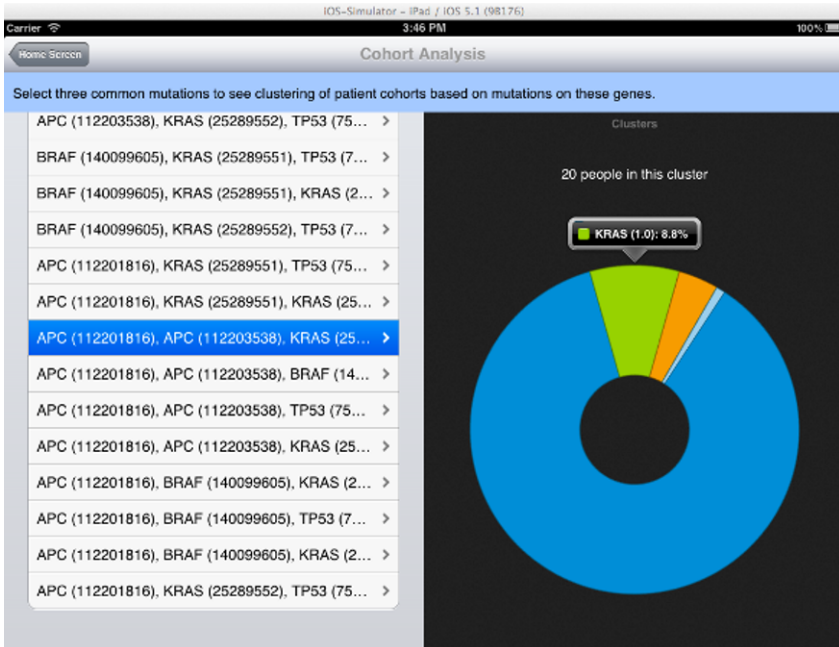 iOS-Simulator - iPad / iOS 5.1 (9B176)
Carrier 3:46 PM 100%
Home Screen Cohort Analysis
Select three common mutations to see clustering of patient cohorts based on mutations on these genes.
APC (112203538), KRAS (25289552), TP53 (75...
BRAF (140099605), KRAS (25289551), TP53 (7...
BRAF (140099605), KRAS (25289551), KRAS (2...
BRAF (140099605), KRAS (25289552), TP53 (7...
APC (112201816), KRAS (25289551), TP53 (75...
APC (112201816), KRAS (25289551), KRAS (25...
APC (112201816), APC (112203538), KRAS (25...
APC (112201816), APC (112203538), BRAF (14...
APC (112201816), APC (112203538), TP53 (75...
APC (112201816), APC (112203538), KRAS (25...
APC (112201816), BRAF (140099605), KRAS (2...
APC (112201816), BRAF (140099605), TP53 (7...
APC (112201816), BRAF (140099605), KRAS (2...
APC (112201816), KRAS (25289552), TP53 (75...
Clusters
20 people in this cluster
KRAS (1.0): 8.8%